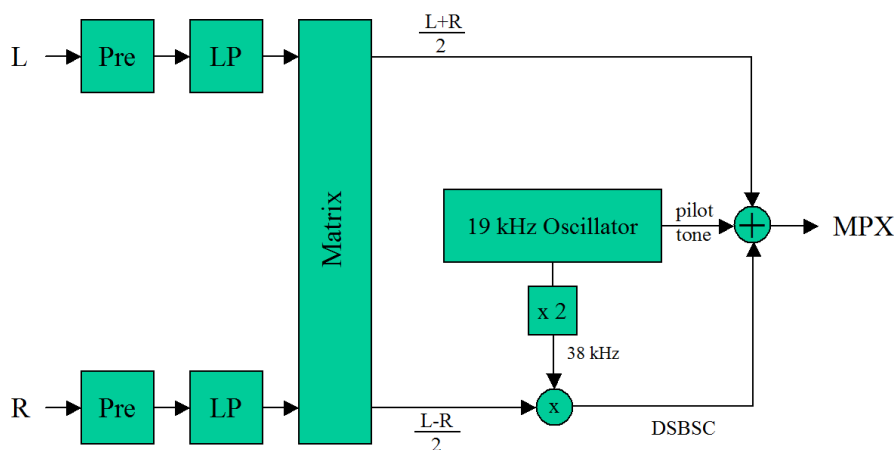 L
Pre
LP
Matrix
L+R
2
19 kHz Oscillator
pilot
tone
+
MPX
x 2
38 kHz
R
Pre
LP
L-R
2
x
DSBSC